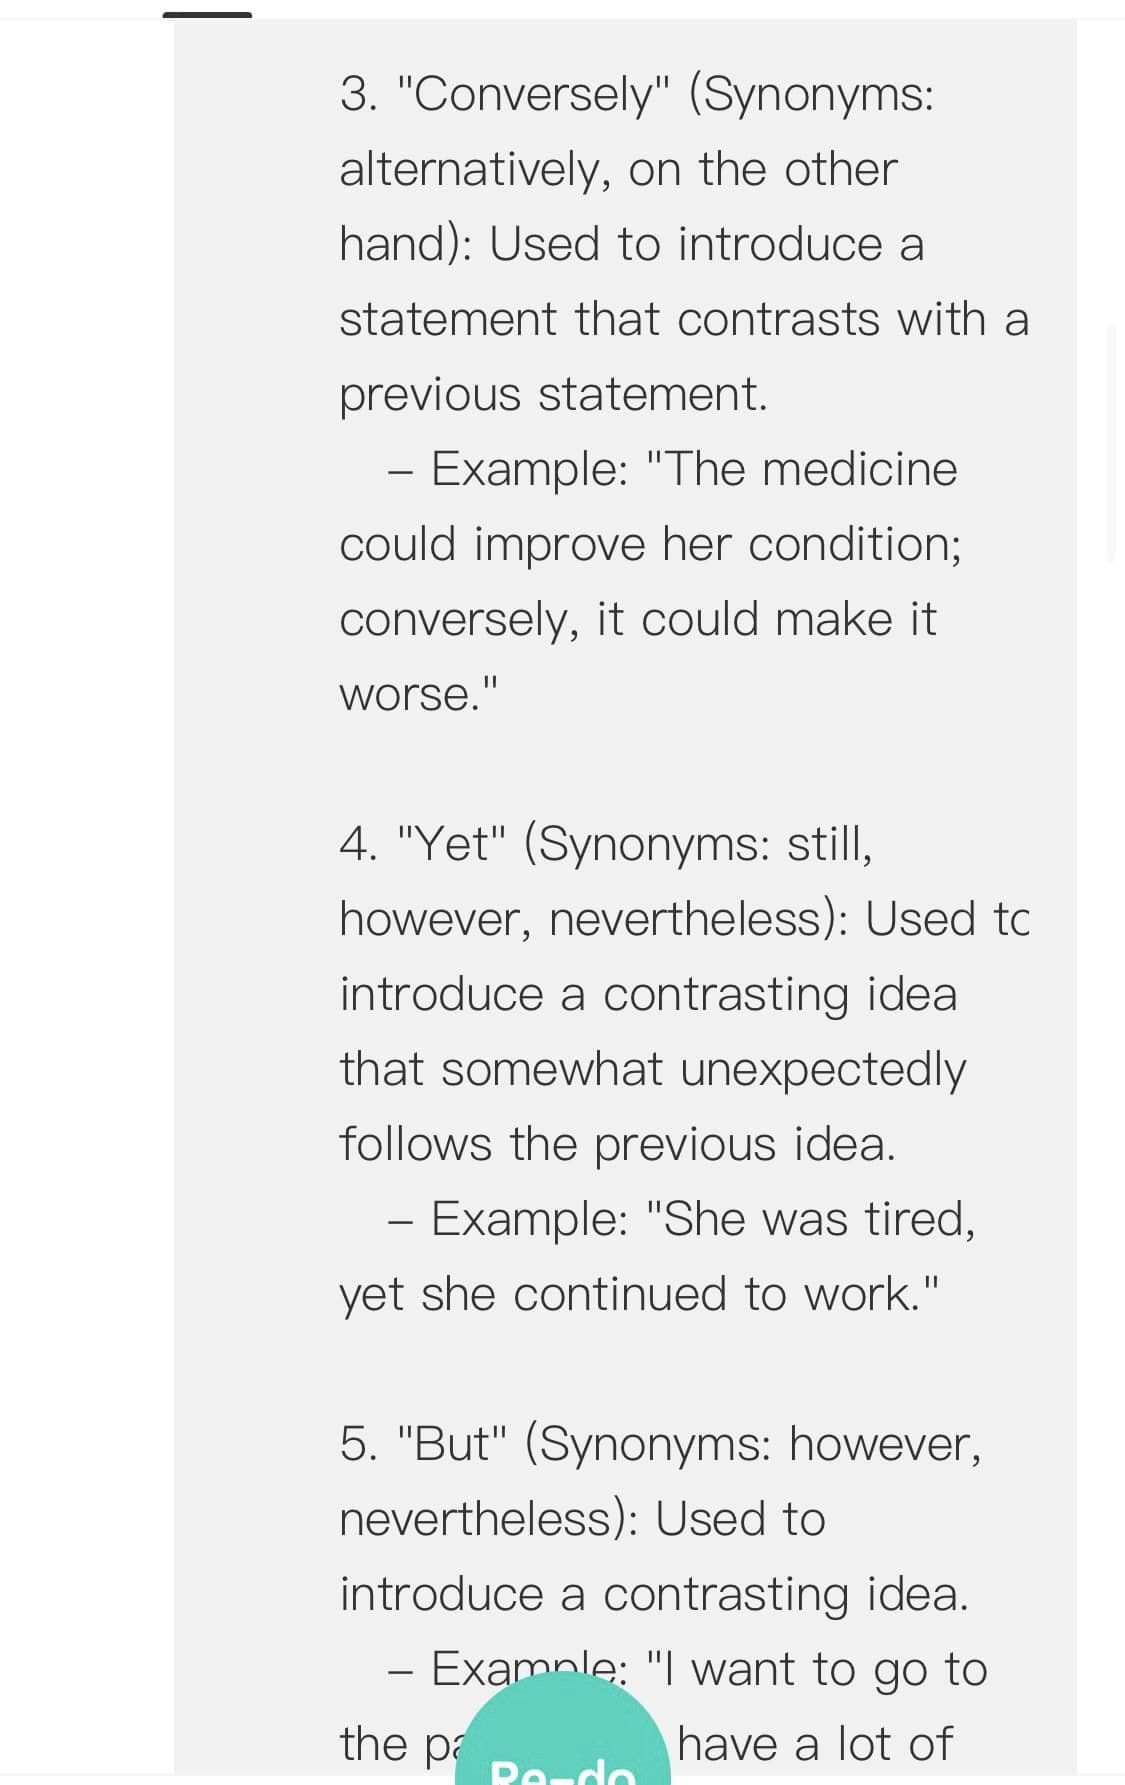 3. "Conversely" (Synonyms:
alternatively, on the other
hand): Used to introduce a
statement that contrasts with a
previous statement.
– Example: "The medicine
could improve her condition;
conversely, it could make it
worse."
4. "Yet" (Synonyms: still,
however, nevertheless): Used to
introduce a contrasting idea
that somewhat unexpectedly
follows the previous idea.
– Example: "She was tired,
yet she continued to work."
5. "But" (Synonyms: however,
nevertheless): Used to
introduce a contrasting idea.
– Example: "I want to go to
the have a lot of
Re-do